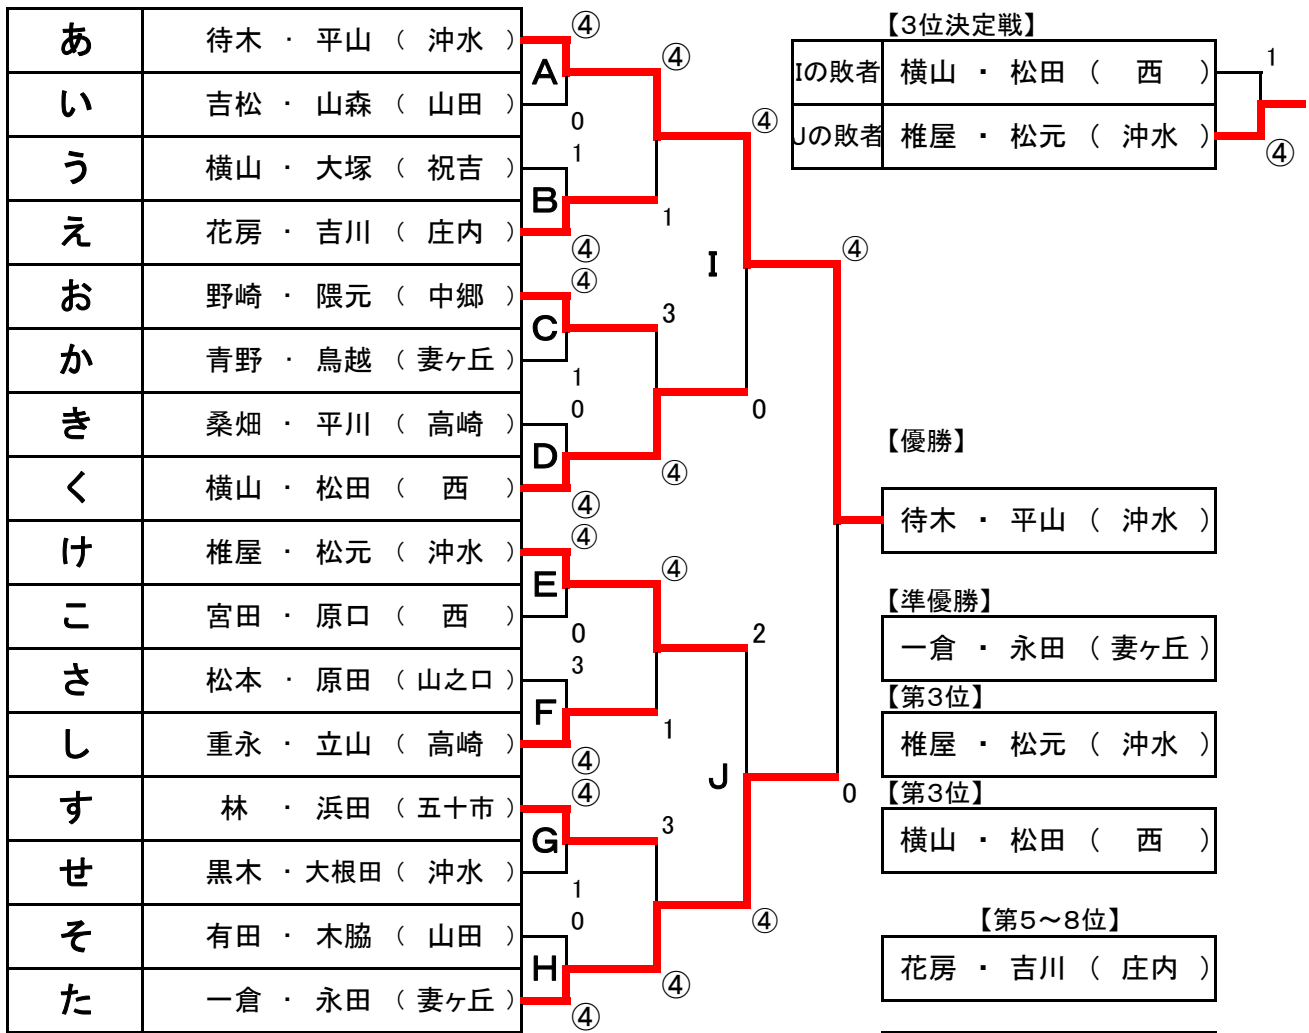 あ 待木 ・ 平山 ( 沖水 )
い 吉松 ・ 山森 ( 山田 )
う 横山 ・ 大塚 ( 祝吉 )
え 花房 ・ 吉川 ( 庄内 )
お 野崎 ・ 隈元 ( 中郷 )
か 青野 ・ 鳥越 ( 妻ヶ丘 )
き 桑畑 ・ 平川 ( 高崎 )
く 横山 ・ 松田 ( 西 )
け 椎屋 ・ 松元 ( 沖水 )
こ 宮田 ・ 原口 ( 西 )
さ 松本 ・ 原田 ( 山之口 )
し 重永 ・ 立山 ( 高崎 )
す 林 ・ 浜田 ( 五十市 )
せ 黒木 ・ 大根田 ( 沖水 )
そ 有田 ・ 木脇 ( 山田 )
た 一倉 ・ 永田 ( 妻ヶ丘 )
④
A
0
1
B
④
④
C
1
0
D
④
④
E
0
3
F
④
④
G
1
0
H
④
④
1
3
④
④
1
3
④
④
I
0
2
J
④
④
0
【3位決定戦】
Iの敗者 横山 ・ 松田 ( 西 ) 1
Jの敗者 椎屋 ・ 松元 ( 沖水 ) ④
【優勝】
待木 ・ 平山 ( 沖水 )
【準優勝】
一倉 ・ 永田 ( 妻ヶ丘 )
【第3位】
椎屋 ・ 松元 ( 沖水 )
【第3位】
横山 ・ 松田 ( 西 )
【第5～8位】
花房 ・ 吉川 ( 庄内 )